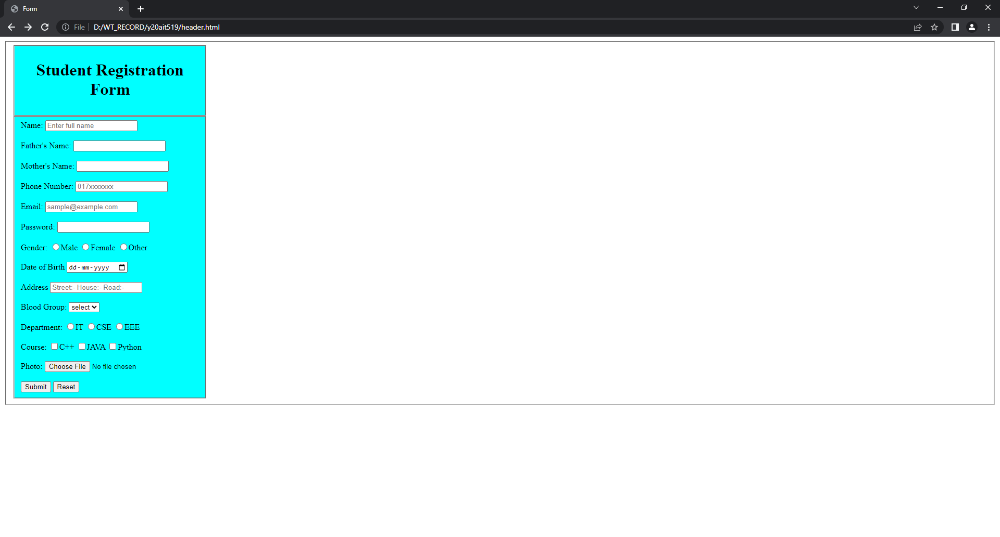 Form
File D:/WT_RECORD/y20ait519/header.html
Student Registration
Form
Name: Enter full name
Father's Name:
Mother's Name:
Phone Number: 017xxxxxxx
Email: sample@example.com
Password:
Gender: Male Female Other
Date of Birth dd-mm-yyyy
Address Street:- House:- Road:-
Blood Group: select
Department: IT CSE EEE
Course: C++ JAVA Python
Photo: Choose File No file chosen
Submit Reset